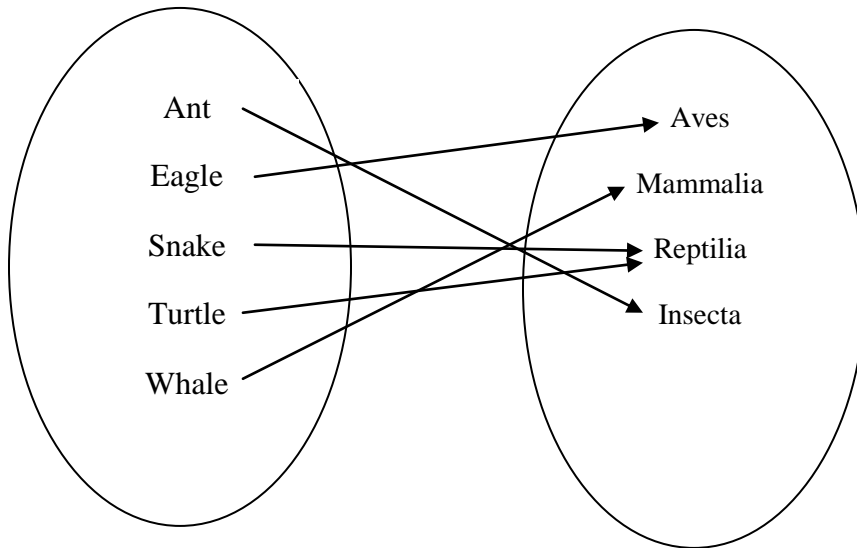 Ant
Eagle
Snake
Turtle
Whale
Aves
Mammalia
Reptilia
Insecta